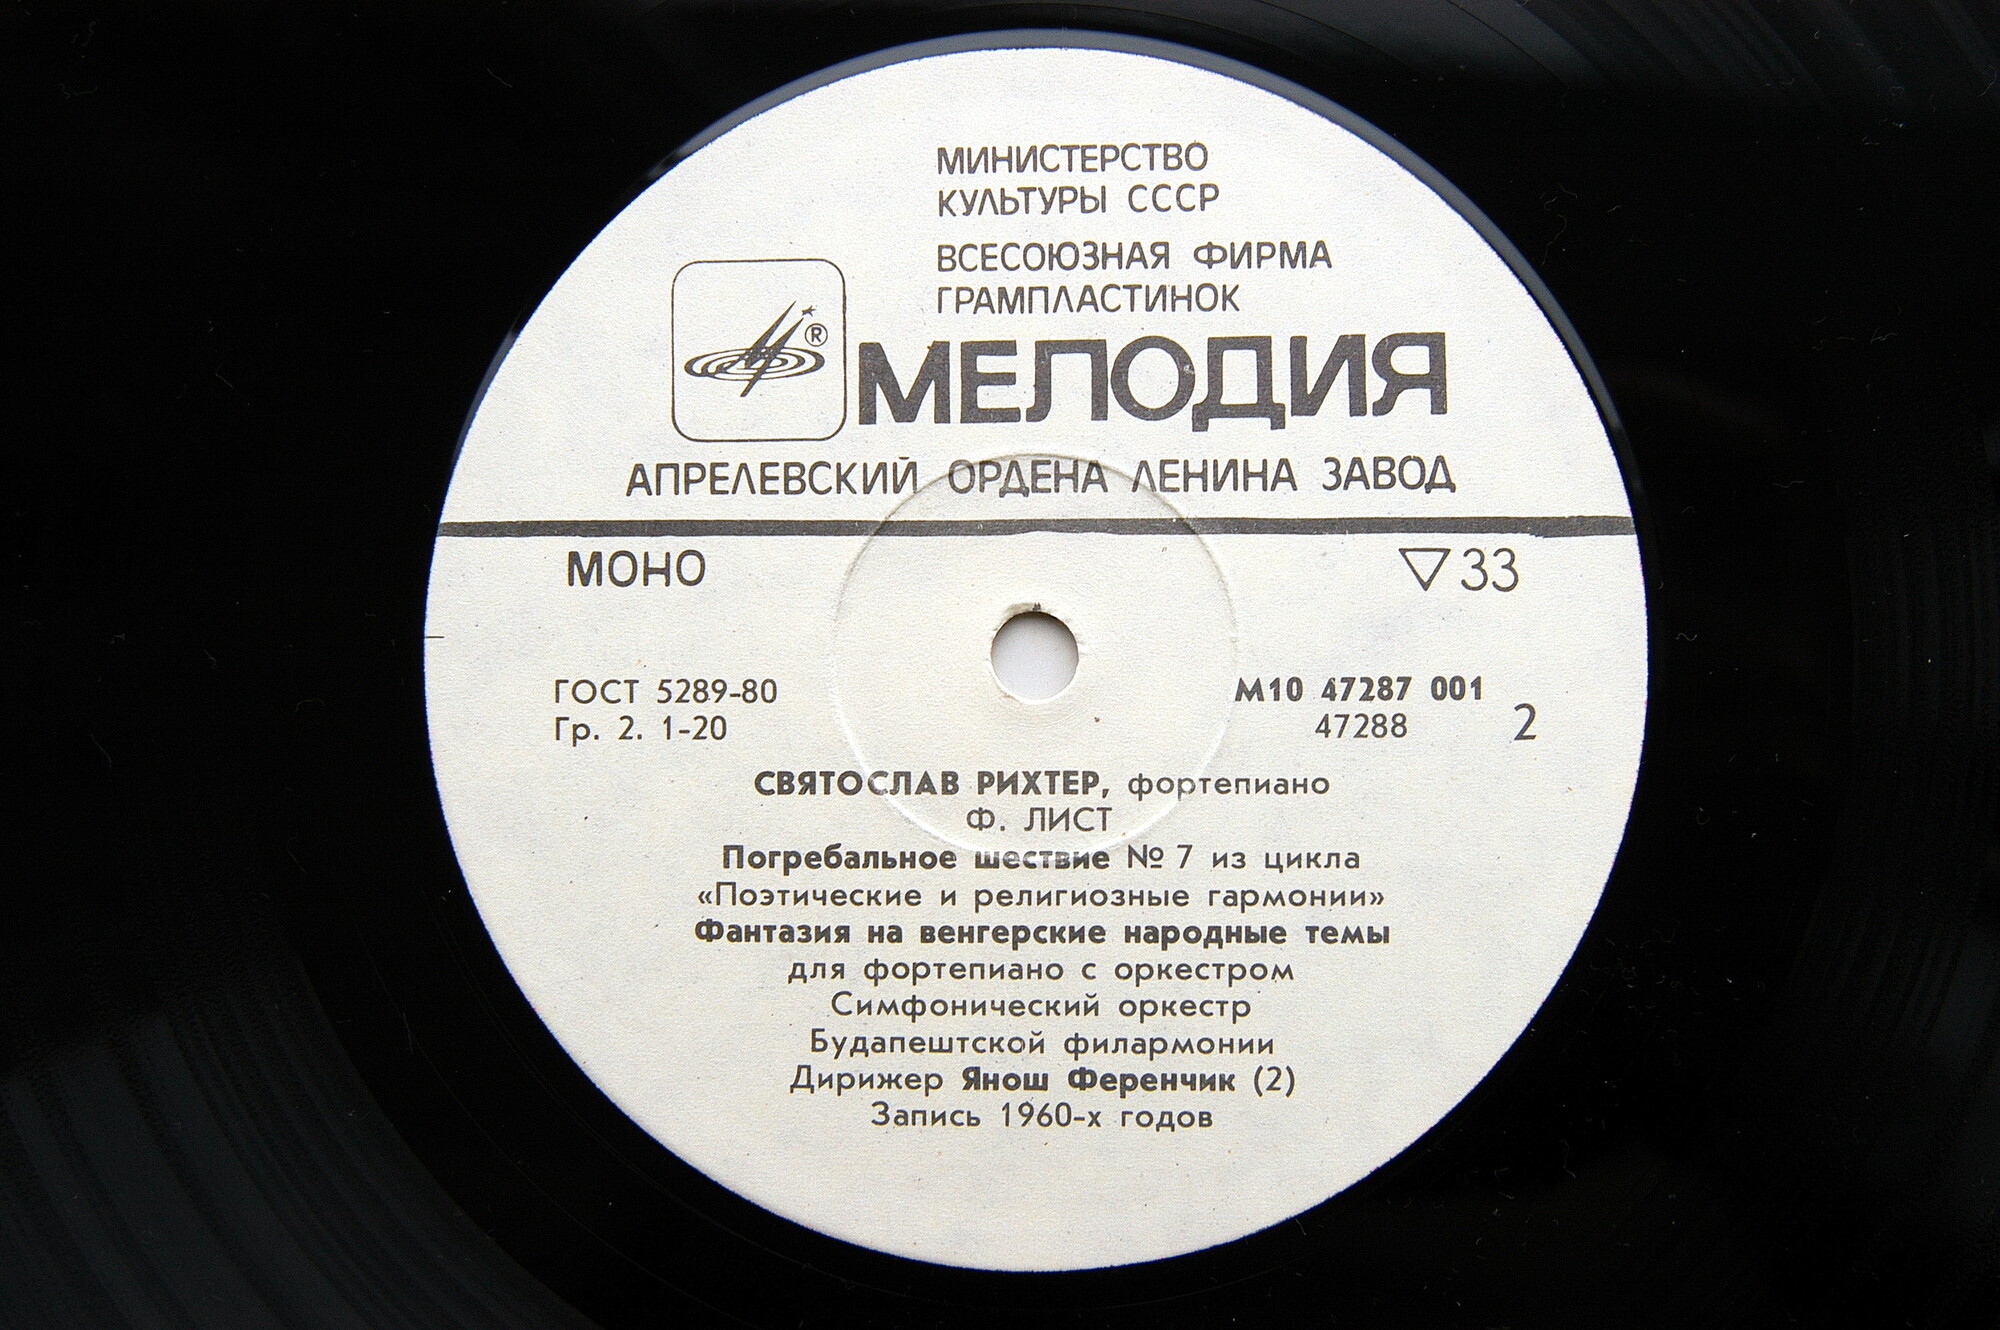 МИНИСТЕРСТВО
КУЛЬТУРЫ СССР
ВСЕСОЮЗНАЯ ФИРМА
ГРАМПЛАСТИНОК
®
МЕЛОДИЯ
АПРЕЛЕВСКИЙ ОРДЕНА ЛЕНИНА ЗАВОД
МОНО ▽33
ГОСТ 5289-80 М10 47287 001
Гр. 2. 1-20 47288 2
СВЯТОСЛАВ РИХТЕР, фортепиано
Ф. ЛИСТ
Погребальное шествие № 7 из цикла
«Поэтические и религиозные гармонии»
Фантазия на венгерские народные темы
для фортепиано с оркестром
Симфонический оркестр
Будапештской филармонии
Дирижер Янош Ференчик (2)
Запись 1960-х годов